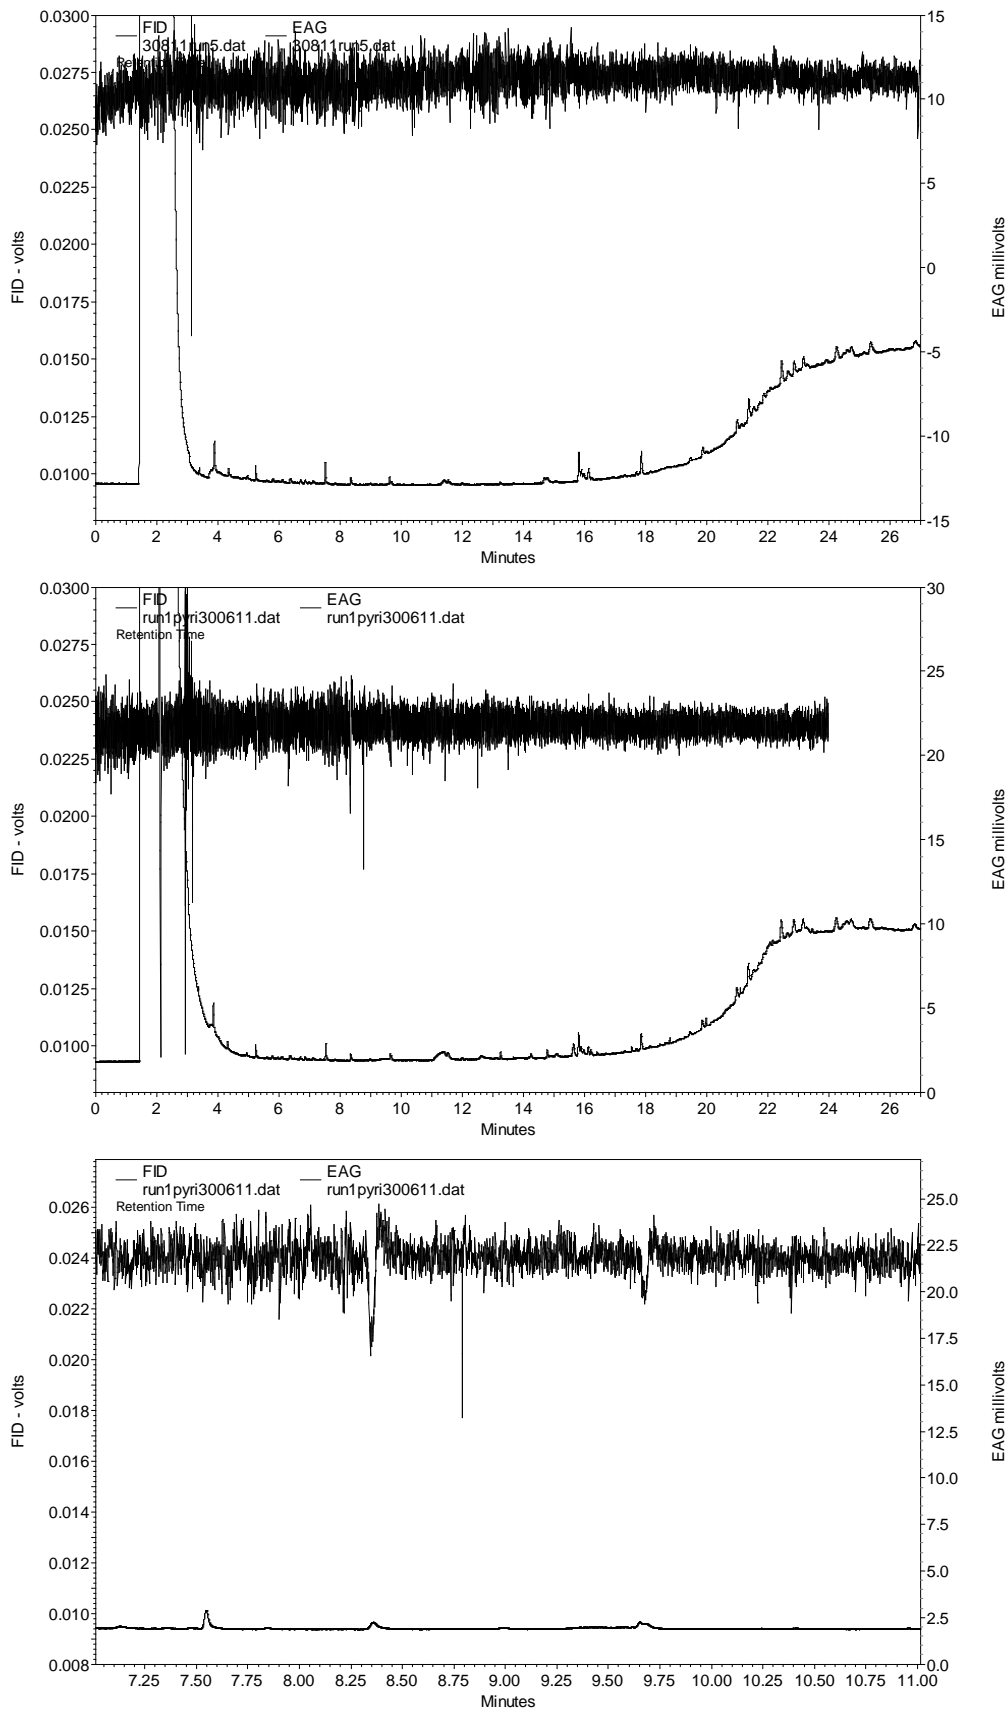 FID EAG
30811run5.dat 30811run5.dat
0.0300 15
0.0275
10
0.0250
0.0225 5
0.0200
0
0.0175
0.0150 -5
0.0125
-10
0.0100
-15
FID - volts
EAG millivolts
0 2 4 6 8 10 12 14 16 18 20 22 24 26
Minutes
FID EAG
run1pyri300611.dat run1pyri300611.dat
Retention Time
0.0300 30
0.0275
25
0.0250
0.0225 20
0.0200
15
0.0175
0.0150 10
0.0125
5
0.0100
0
FID - volts
EAG millivolts
0 2 4 6 8 10 12 14 16 18 20 22 24 26
Minutes
FID EAG
run1pyri300611.dat run1pyri300611.dat
Retention Time
0.026 25.0
0.024 22.5
0.022 20.0
0.020 17.5
0.018 15.0
0.016 12.5
0.014 10.0
0.012 7.5
5.0
0.010 2.5
0.008 0.0
FID - volts
EAG millivolts
7.25 7.50 7.75 8.00 8.25 8.50 8.75 9.00 9.25 9.50 9.75 10.00 10.25 10.50 10.75 11.00
Minutes